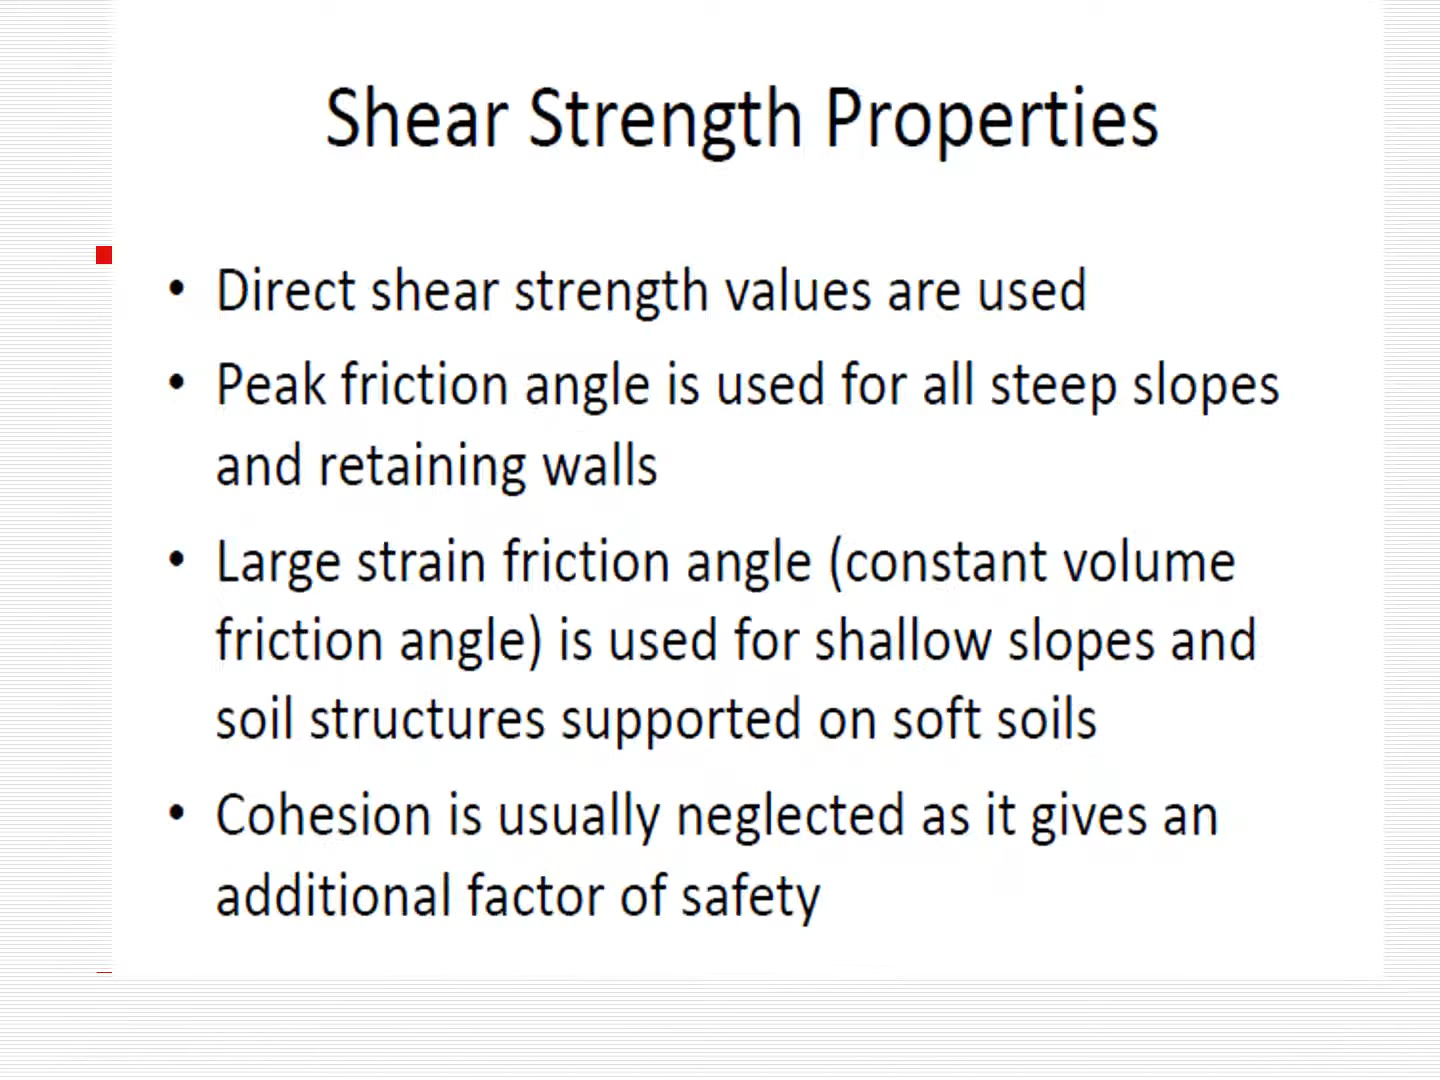 Shear Strength Properties
• Direct shear strength values are used
• Peak friction angle is used for all steep slopes
and retaining walls
• Large strain friction angle (constant volume
friction angle) is used for shallow slopes and
soil structures supported on soft soils
• Cohesion is usually neglected as it gives an
additional factor of safety